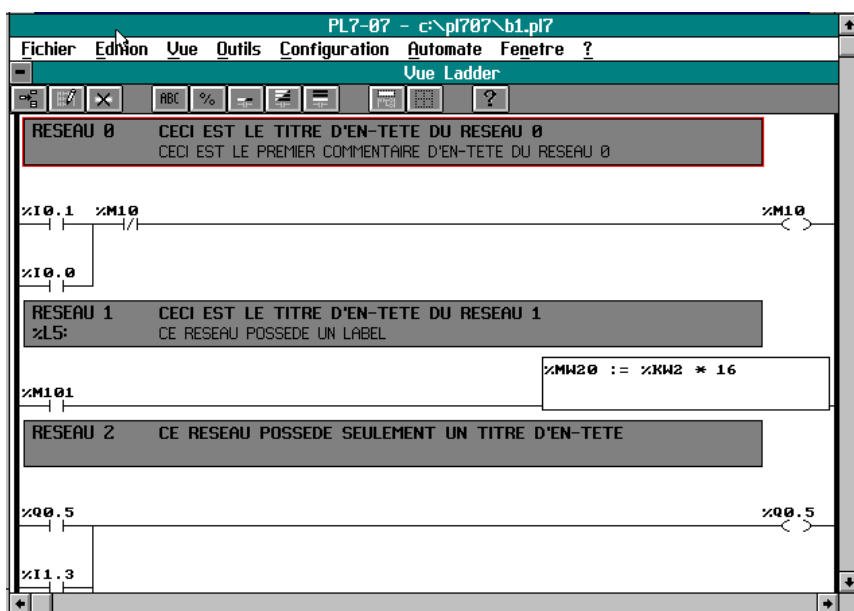 PL7-07 - c:\pl707\b1.pl7
Fichier Edition Vue Outils Configuration Automate Fenetre ?
Vue Ladder
ABC % ?
RESEAU 0 CECI EST LE TITRE D'EN-TETE DU RESEAU 0
CECI EST LE PREMIER COMMENTAIRE D'EN-TETE DU RESEAU 0
%I0.1 %M10 %M10
%I0.0
RESEAU 1 CECI EST LE TITRE D'EN-TETE DU RESEAU 1
%L5: CE RESEAU POSSEDE UN LABEL
%MW20 := %KW2 * 16
%M101
RESEAU 2 CE RESEAU POSSEDE SEULEMENT UN TITRE D'EN-TETE
%Q0.5 %Q0.5
%I1.3